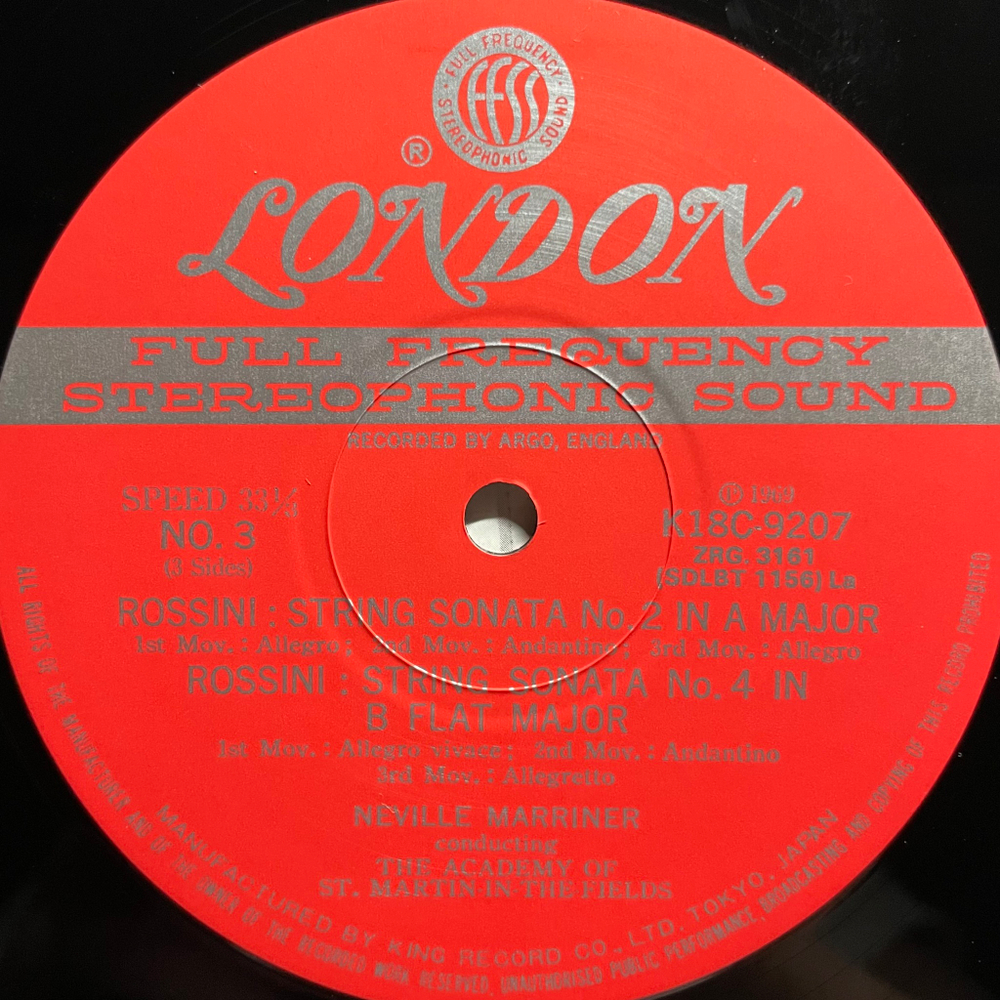 FULL FREQUENCY
FFSS
STEREOPHONIC SOUND
®
LONDON
FULL FREQUENCY
STEREOPHONIC SOUND
RECORDED BY ARGO, ENGLAND
SPEED 33⅓
NO. 3
(3 Sides)
Ⓟ 1969
K18C-9207
ZRG. 3161
(SDLBT 1156) La
ROSSINI : STRING SONATA No. 2 IN A MAJOR
1st Mov. : Allegro ; 2nd Mov. : Andantino ; 3rd Mov. : Allegro
ROSSINI : STRING SONATA No. 4 IN
B FLAT MAJOR
1st Mov. : Allegro vivace ; 2nd Mov. : Andantino
3rd Mov. : Allegretto
NEVILLE MARRINER
conducting
THE ACADEMY OF
ST. MARTIN-IN-THE-FIELDS
MANUFACTURED BY KING RECORD CO., LTD. TOKYO, JAPAN
ALL RIGHTS OF THE MANUFACTURER AND OF THE OWNER OF THE RECORDED WORK RESERVED. UNAUTHORISED PUBLIC PERFORMANCE, BROADCASTING AND COPYING OF THIS RECORD PROHIBITED